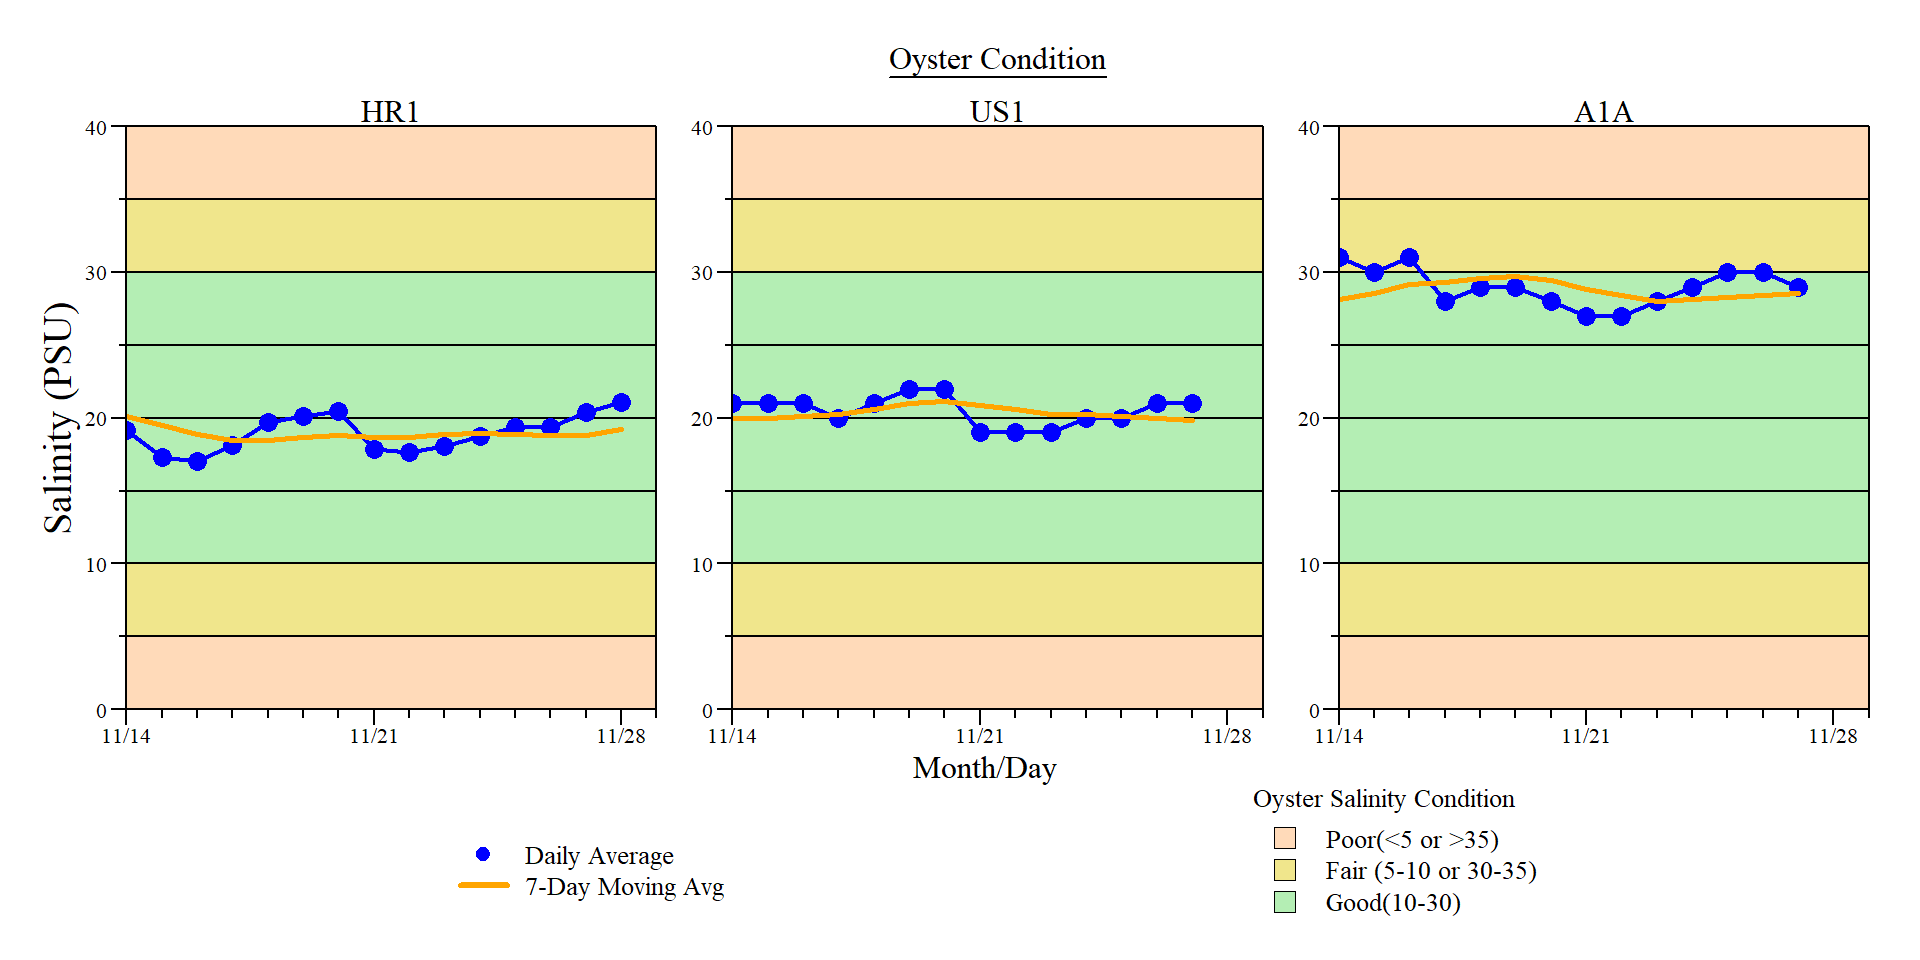 Oyster Condition
HR1
US1
A1A
Salinity (PSU)
40
30
20
10
0
11/14
11/21
11/28
40
30
20
10
0
11/14
11/21
11/28
40
30
20
10
0
11/14
11/21
11/28
Month/Day
Daily Average
7-Day Moving Avg
Oyster Salinity Condition
Poor(<5 or >35)
Fair (5-10 or 30-35)
Good(10-30)